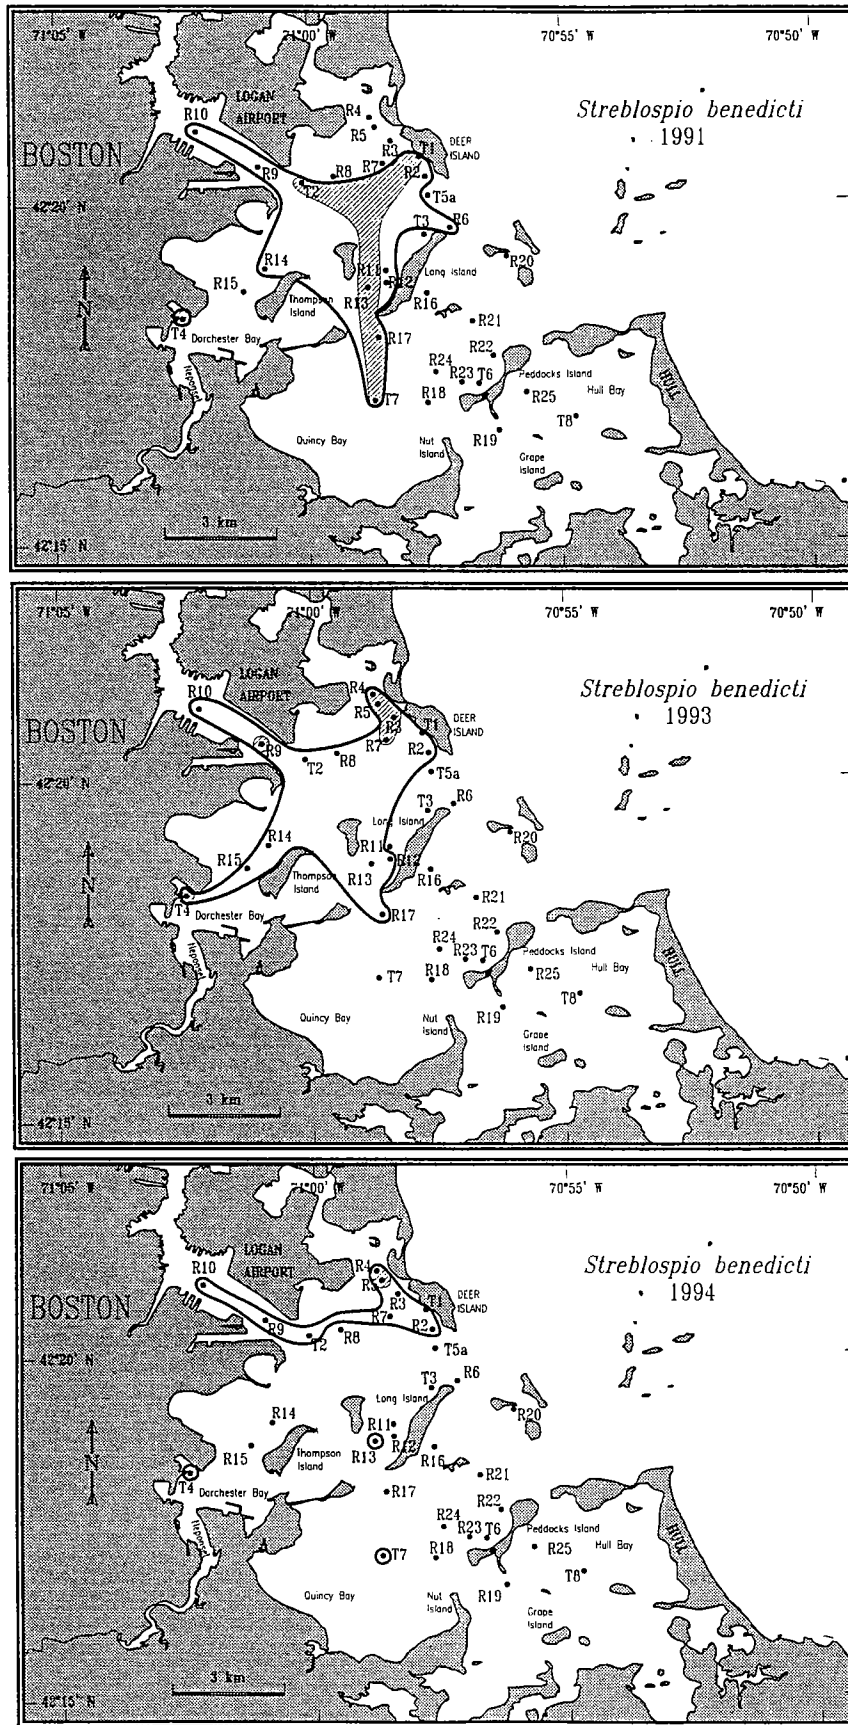 71°05' W 71°00' W 70°55' W 70°50' W
LOGAN
AIRPORT
R10
R4
R5
Streblospio benedicti
1991
BOSTON
R3 T1 DEER
ISLAND
R9 R8 R7 R2
T2
T5a
42°20' N
T3 R6
R20
R14 R11 Long Island
R15 R12
R13 R16
Thompson
Island
N
T4 Dorchester Bay
R21
R17
R22
R24
R23 T6 Peddocks Island
R25 Hull Bay
HULL
Neponset
T7 R18
T8
R19
Quincy Bay Nut
Island
Grape
Island
3 km
42°15' N
71°05' W 71°00' W 70°55' W 70°50' W
LOGAN
AIRPORT
R10
R4
R5
Streblospio benedicti
1993
BOSTON
R3 T1 DEER
ISLAND
R9 R8 R7 R2
T2
T5a
42°20' N
T3 R6
Long Island
R20
R14 R11
R15 R12
R13 R16
Thompson
Island
N
T4 Dorchester Bay
R21
R17
R22
R24
R23 T6 Peddocks Island
R25 Hull Bay
HULL
Neponset
T7 R18
T8
R19
Quincy Bay Nut
Island
Grape
Island
3 km
42°15' N
71°05' W 71°00' W 70°55' W 70°50' W
LOGAN
AIRPORT
R10
R4
R5
Streblospio benedicti
1994
BOSTON
R3 T1 DEER
ISLAND
R9 R8 R7 R2
T2
T5a
42°20' N
T3 R6
Long Island
R20
R14 R11
R15 R12
R13 R16
Thompson
Island
N
T4 Dorchester Bay
R21
R17
R22
R24
R23 T6 Peddocks Island
R25 Hull Bay
HULL
Neponset
T7 R18
T8
R19
Quincy Bay Nut
Island
Grape
Island
3 km
42°15' N